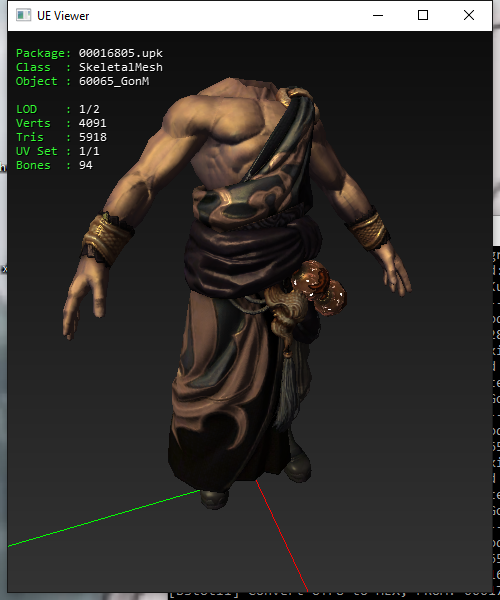 UE Viewer
Package: 00016805.upk
Class : SkeletalMesh
Object : 60065_GonM
LOD : 1/2
Verts : 4091
Tris : 5918
UV Set : 1/1
Bones : 94